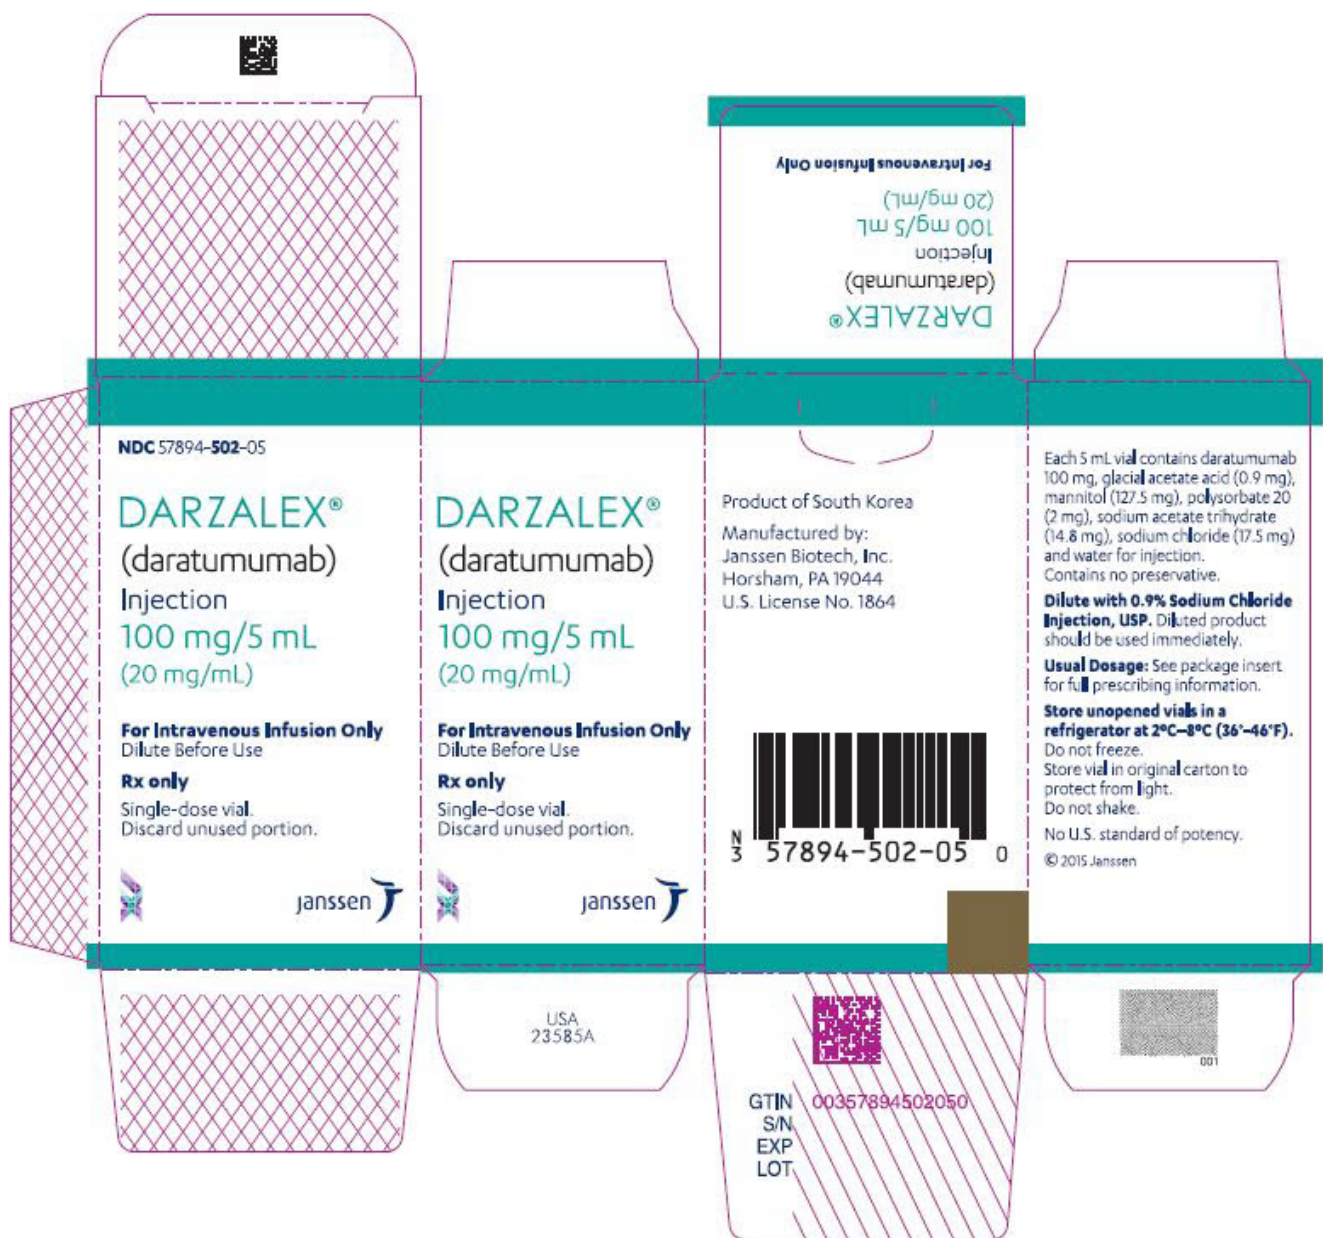 For Intravenous Infusion Only
(20 mg/mL)
100 mg/5 mL
Injection
(daratumumab)
DARZALEX®
NDC 57894-502-05
DARZALEX®
(daratumumab)
Injection
100 mg/5 mL
(20 mg/mL)
For Intravenous Infusion Only
Dilute Before Use
Rx only
Single-dose vial.
Discard unused portion.
janssen
DARZALEX®
(daratumumab)
Injection
100 mg/5 mL
(20 mg/mL)
For Intravenous Infusion Only
Dilute Before Use
Rx only
Single-dose vial.
Discard unused portion.
janssen
Product of South Korea
Manufactured by:
Janssen Biotech, Inc.
Horsham, PA 19044
U.S. License No. 1864
N
3 57894-502-05 0
Each 5 mL vial contains daratumumab
100 mg, glacial acetate acid (0.9 mg),
mannitol (127.5 mg), polysorbate 20
(2 mg), sodium acetate trihydrate
(14.8 mg), sodium chloride (17.5 mg)
and water for injection.
Contains no preservative.
Dilute with 0.9% Sodium Chloride
Injection, USP. Diluted product
should be used immediately.
Usual Dosage: See package insert
for full prescribing information.
Store unopened vials in a
refrigerator at 2ºC–8ºC (36°–46°F).
Do not freeze.
Store vial in original carton to
protect from light.
Do not shake.
No U.S. standard of potency.
© 2015 Janssen
USA
23585A
GTIN 00357894502050
S/N
EXP
LOT
001